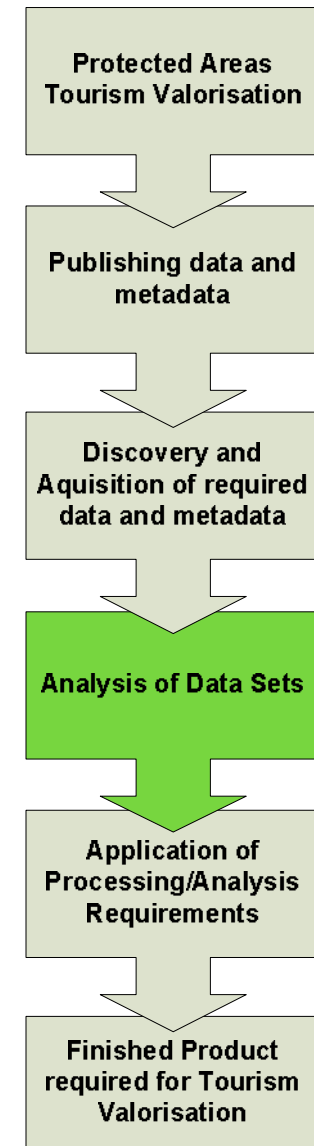 Protected Areas
Tourism Valorisation
Publishing data and
metadata
Discovery and
Aquisition of required
data and metadata
Analysis of Data Sets
Application of
Processing/Analysis
Requirements
Finished Product
required for Tourism
Valorisation